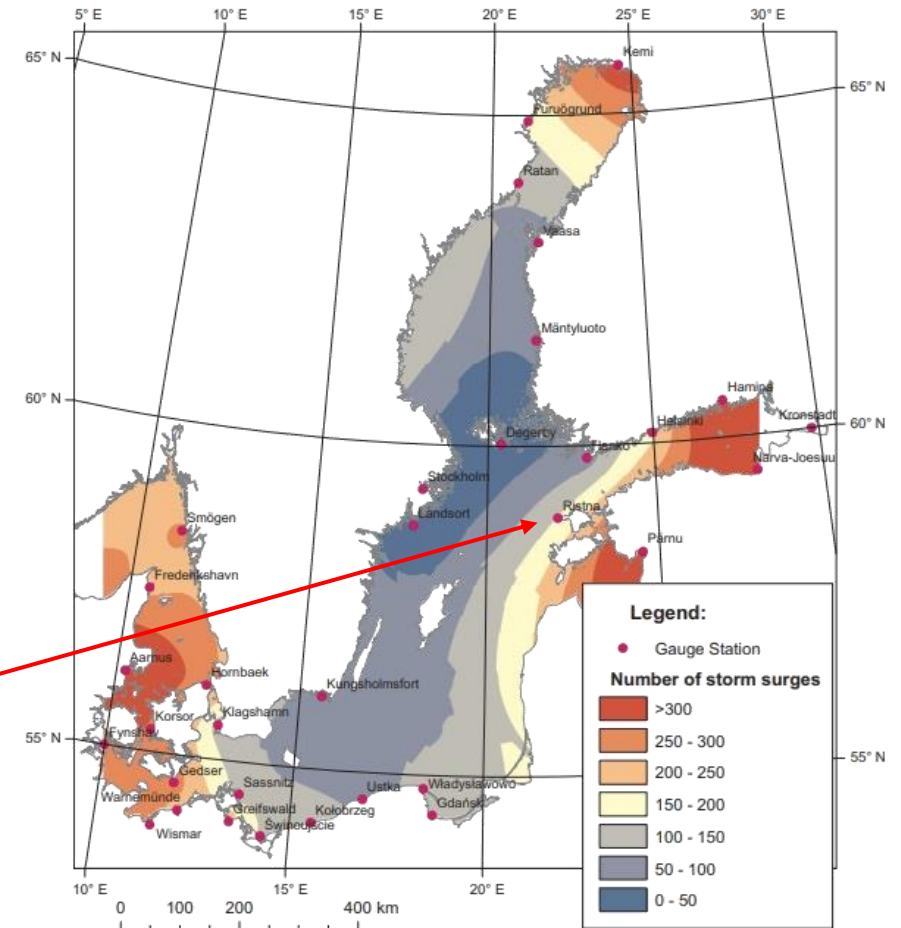 5° E 10° E 15° E 20° E 25° E 30° E
65° N
65° N
60° N
60° N
55° N
55° N
Kemi
Furuögrund
Ratan
Vaasa
Mäntyluoto
Hamina
Kronstadt
Helsinki
Degerby
Hanko
Narva-Joesuu
Stockholm
Landsort
Ristna
Parnu
Smögen
Frederikshavn
Aarhus
Hornbaek
Kungsholmsfort
Korsor
Klagshamn
Fynshav
Gedser
Sassnitz
Ustka
Władysławowo
Warnemünde
Greifswald
Kołobrzeg
Gdańsk
Świnoujście
Wismar
10° E 15° E 20° E
0 100 200 400 km
Legend:
Gauge Station
Number of storm surges
>300
250 - 300
200 - 250
150 - 200
100 - 150
50 - 100
0 - 50